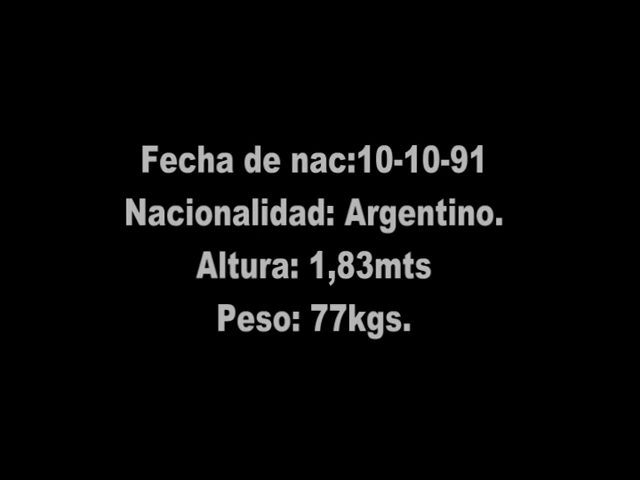 Fecha de nac:10-10-91
Nacionalidad: Argentino.
Altura: 1,83mts
Peso: 77kgs.